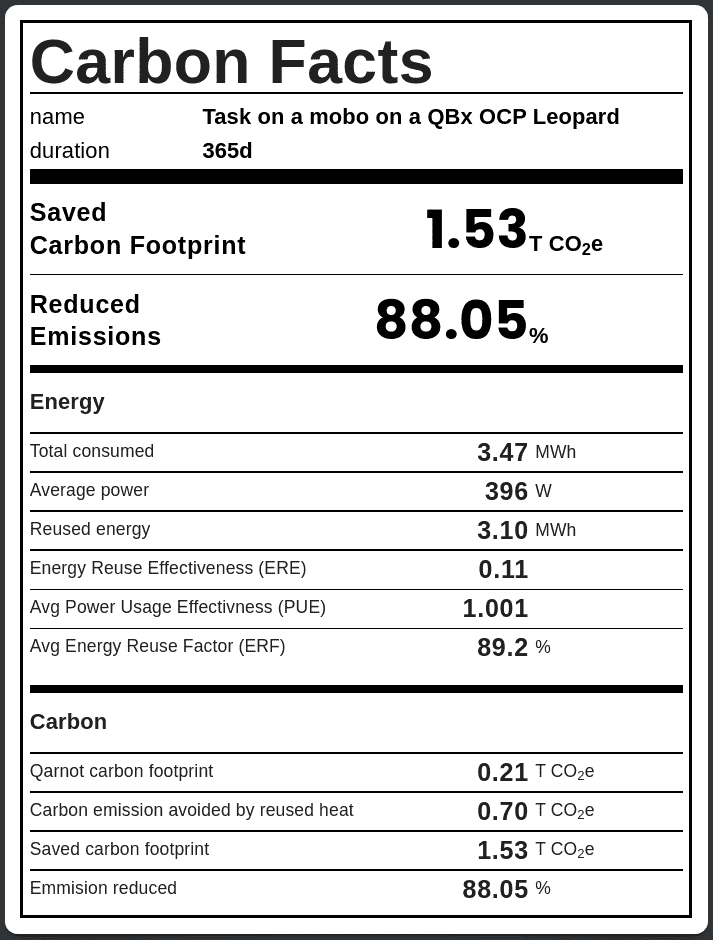 Carbon Facts
name Task on a mobo on a QBx OCP Leopard
duration 365d
Saved
Carbon Footprint 1.53 T CO₂e
Reduced
Emissions 88.05 %
Energy
Total consumed 3.47 MWh
Average power 396 W
Reused energy 3.10 MWh
Energy Reuse Effectiveness (ERE) 0.11
Avg Power Usage Effectivness (PUE) 1.001
Avg Energy Reuse Factor (ERF) 89.2 %
Carbon
Qarnot carbon footprint 0.21 T CO₂e
Carbon emission avoided by reused heat 0.70 T CO₂e
Saved carbon footprint 1.53 T CO₂e
Emmision reduced 88.05 %